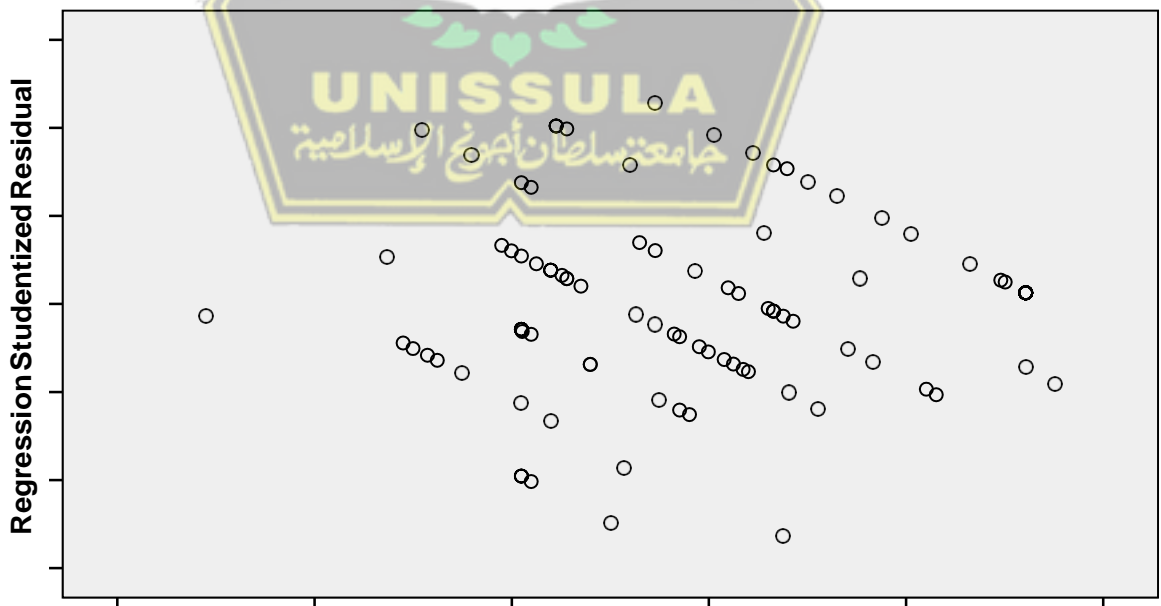 UNISSULA
جامعة سلطان أجونج الإسلامية
Regression Studentized Residual